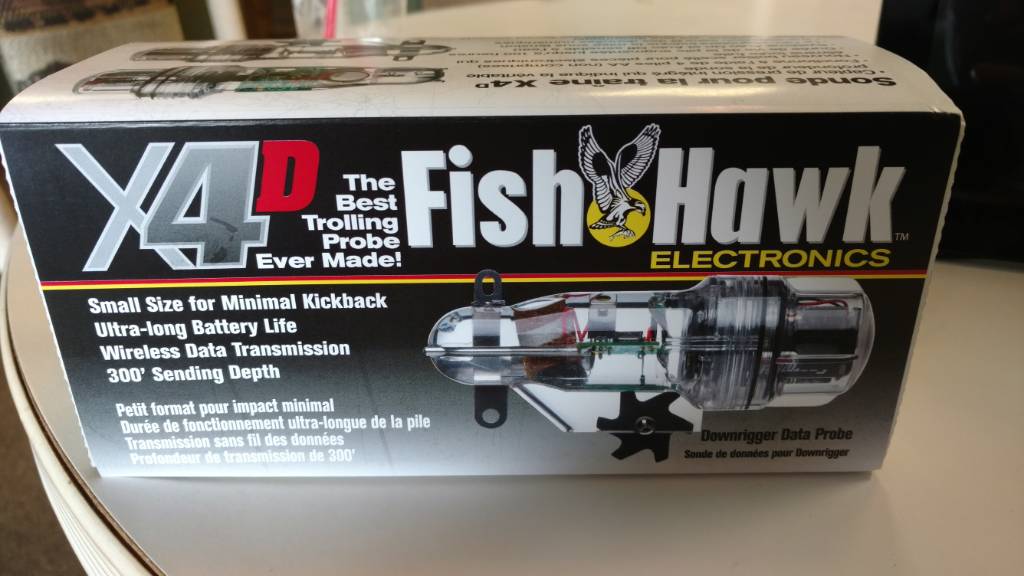 Sonde pour la traîne X4D
X4D
The
Best
Trolling
Probe
Ever Made!
Fish Hawk
TM
ELECTRONICS
Small Size for Minimal Kickback
Ultra-long Battery Life
Wireless Data Transmission
300' Sending Depth
Petit format pour impact minimal
Durée de fonctionnement ultra-longue de la pile
Transmission sans fil des données
Profondeur de transmission de 300'
Downrigger Data Probe
Sonde de données pour Downrigger